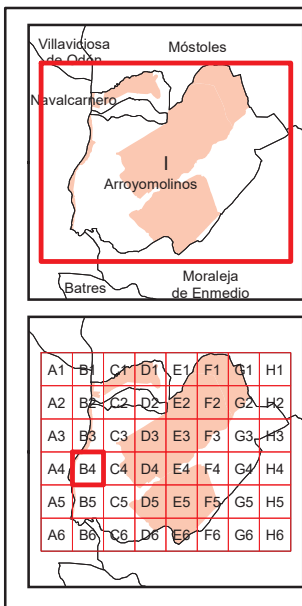 Villaviciosa
de Odón
Móstoles
Navalcarnero
I
Arroyomolinos
Batres
Moraleja
de Enmedio
A1 B1 C1 D1 E1 F1 G1 H1
A2 B2 C2 D2 E2 F2 G2 H2
A3 B3 C3 D3 E3 F3 G3 H3
A4 B4 C4 D4 E4 F4 G4 H4
A5 B5 C5 D5 E5 F5 G5 H5
A6 B6 C6 D6 E6 F6 G6 H6